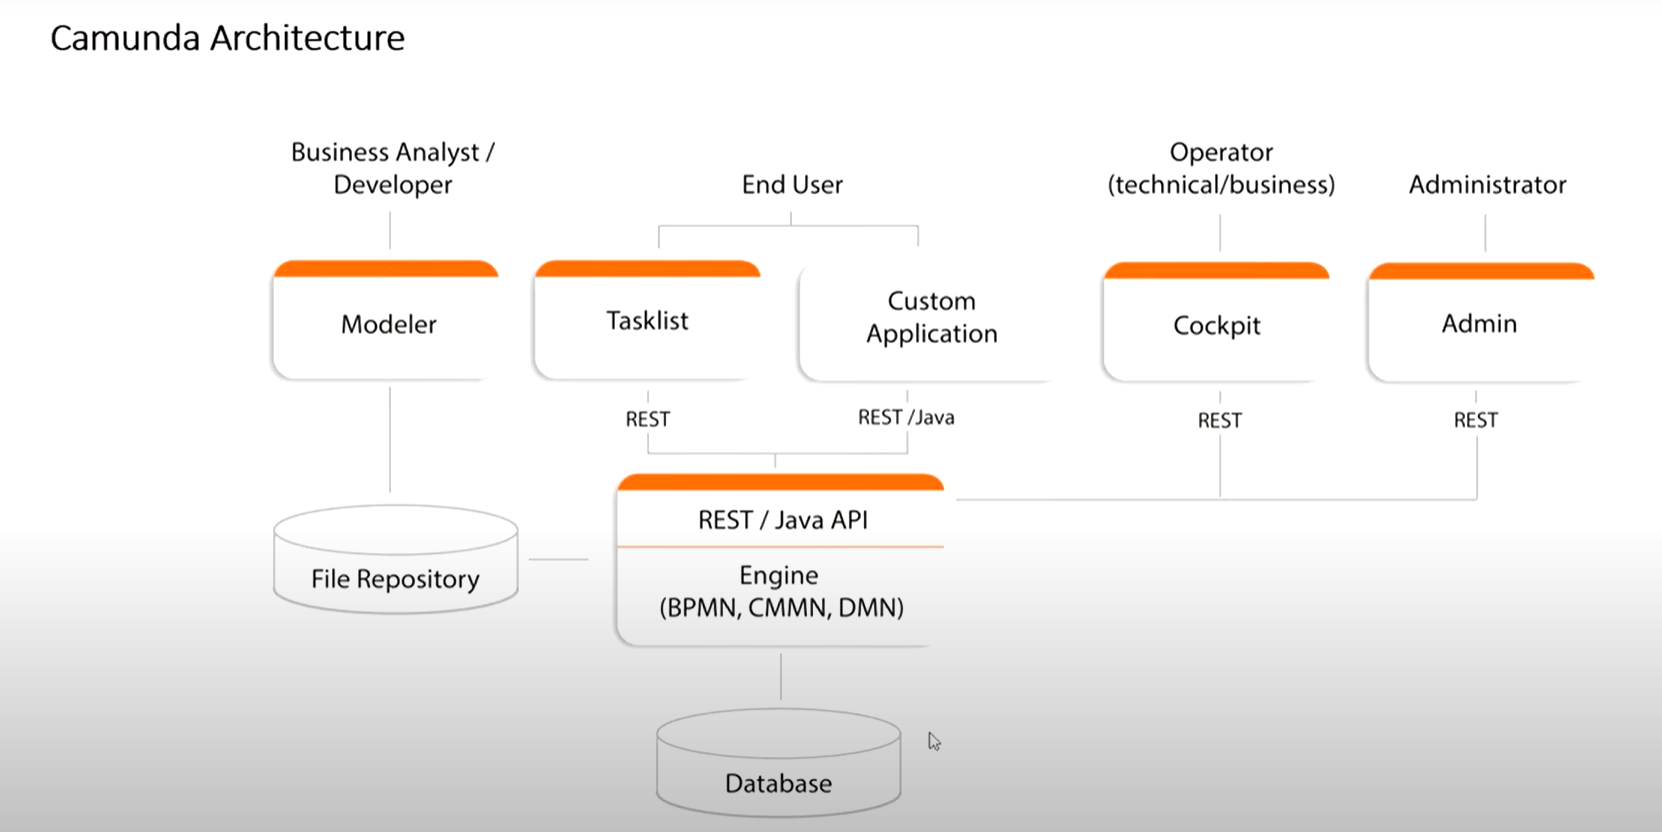 Camunda Architecture
Business Analyst /
Developer
End User
Operator
(technical/business)
Administrator
Modeler
Tasklist
Custom
Application
Cockpit
Admin
REST
REST /Java
REST
REST
REST / Java API
Engine
(BPMN, CMMN, DMN)
File Repository
Database